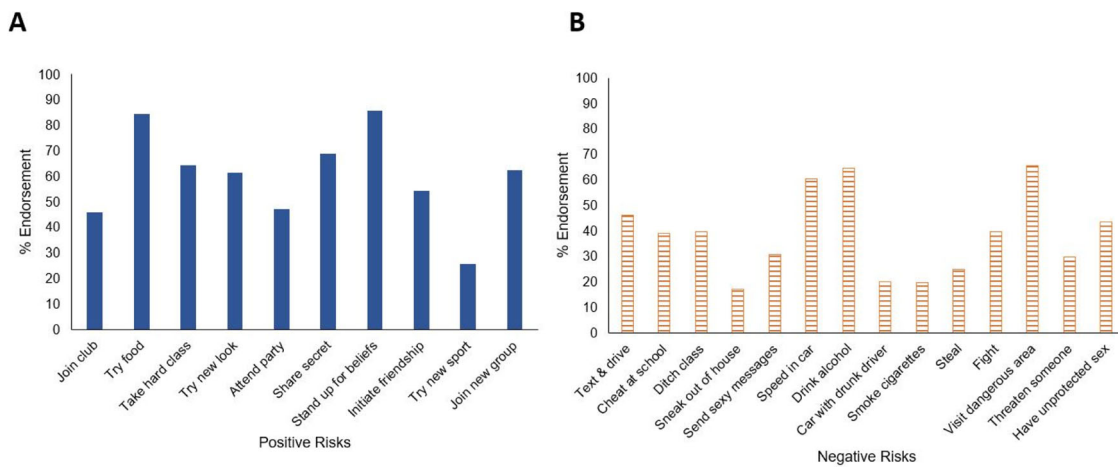 A
100
90
80
70
60
50
40
30
20
10
0
% Endorsement
Join club
Try food
Take hard class
Try new look
Attend party
Share secret
Stand up for beliefs
Initiate friendship
Try new sport
Join new group
Positive Risks
B
100
90
80
70
60
50
40
30
20
10
0
% Endorsement
Text & drive
Cheat at school
Ditch class
Sneak out of house
Send sexy messages
Speed in car
Drink alcohol
Car with drunk driver
Smoke cigarettes
Steal
Fight
Visit dangerous area
Threaten someone
Have unprotected sex
Negative Risks